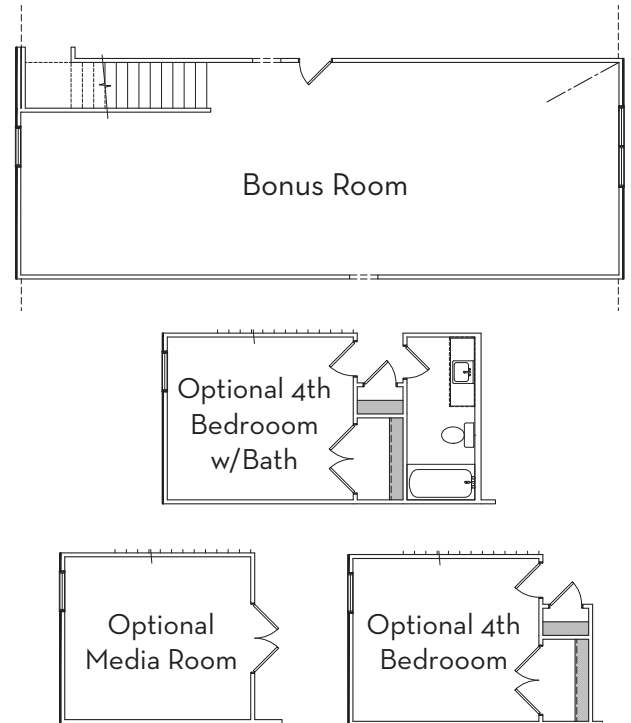 Bonus Room
Optional 4th
Bedrooom
w/Bath
Optional
Media Room
Optional 4th
Bedrooom